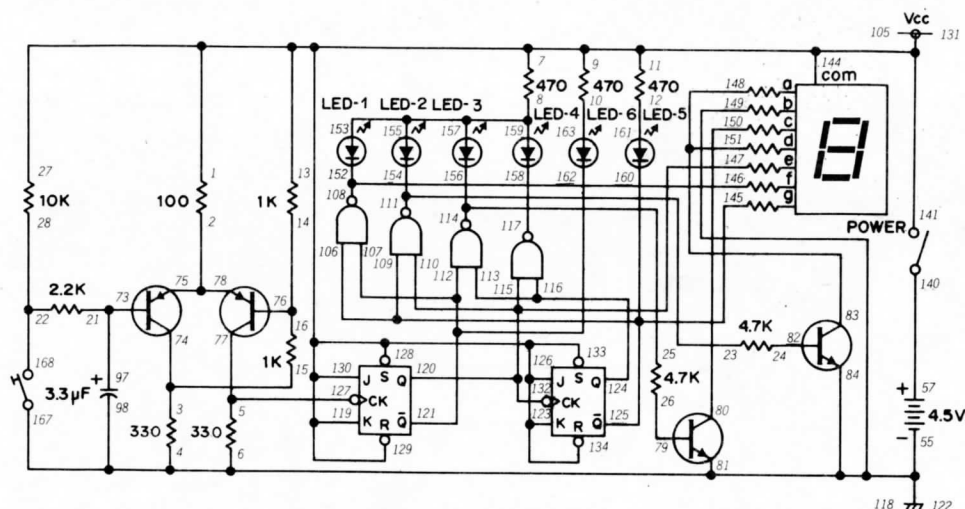 Vcc
105 131
144
com
7 9 11
470 470 470
8 10 12
LED-1 LED-2 LED-3 LED-4 LED-6 LED-5
153 155 157 159 163 161
152 154 156 158 162 160
148 a
149 b
150 c
151 d
147 e
146 f
145 g
27
10K
28
1
100
2
13
1K
14
108 111 114 117
106 107 109 110 112 113 115 116
POWER
141
140
2.2K
22 21
73 75 78 76
74 77
16
1K
15
168
167
3.3µF
+
97
98
3
330
4
5
330
6
128
130 J S Q 120
127 CK
119 K R Q̅ 121
129
133
126 J S Q 124
132 CK
123 K R Q̅ 125
134
25
4.7K
26
4.7K
23 24
82 83
84
79 80
81
+ 57
4.5V
- 55
118 122